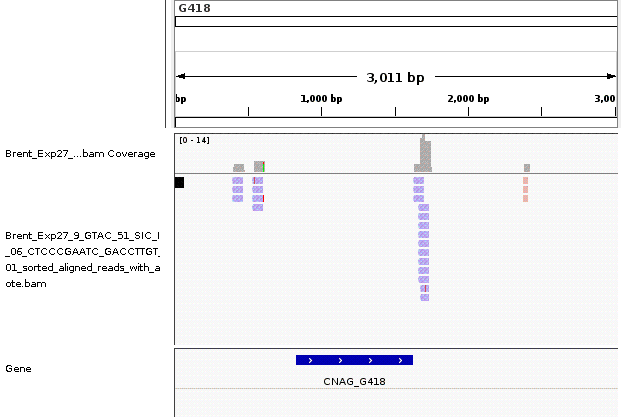 G418
3,011 bp
bp 1,000 bp 2,000 bp 3,00
[0 - 14]
Brent_Exp27_...bam Coverage
Brent_Exp27_9_GTAC_51_SIC_I
_06_CTCCCGAATC_GACCTTGT_
01_sorted_aligned_reads_with_a
ote.bam
Gene
CNAG_G418